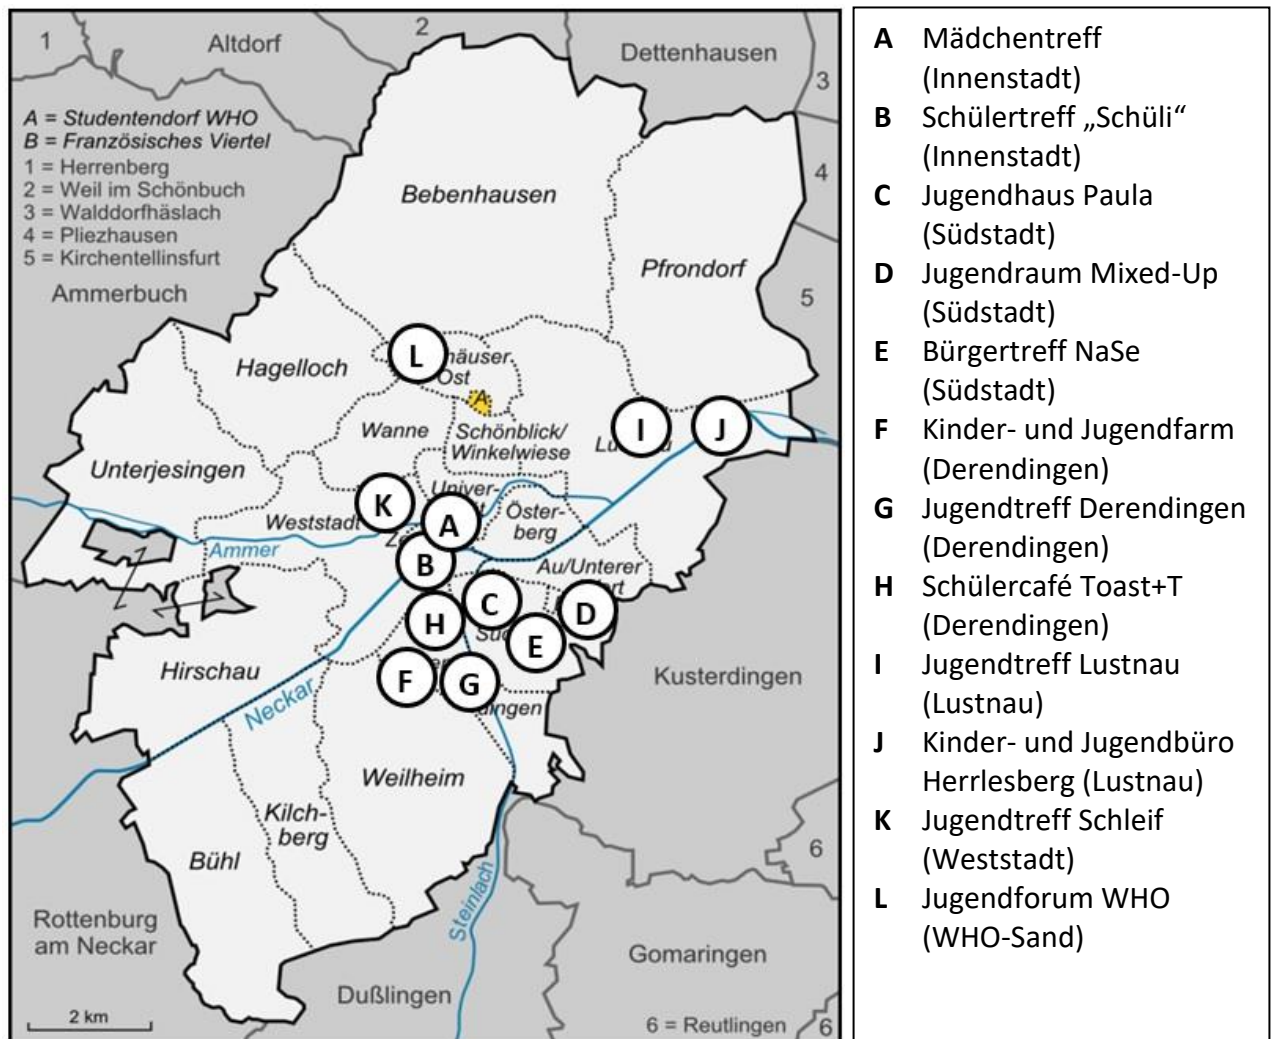 1
Altdorf
2
Dettenhausen
3
A = Studentendorf WHO
B = Französisches Viertel
1 = Herrenberg
2 = Weil im Schönbuch
3 = Walddorfhäslach
4 = Pliezhausen
5 = Kirchentellinsfurt
Ammerbuch
4
Bebenhausen
Pfrondorf
5
Hagelloch
L
häuser
Ost
A
Wanne
Schönblick/
Winkelwiese
I
J
Unterjesingen
K
Univer-
A
Öster-
berg
Weststadt
Ammer
B
Au/Unterer
C
D
H
E
Hirschau
F
G
dingen
Neckar
Kusterdingen
Weilheim
Kilch-
berg
Bühl
6
Steinlach
Rottenburg
am Neckar
Gomaringen
Dußlingen
2 km
6 = Reutlingen
6
A Mädchentreff
(Innenstadt)
B Schülertreff „Schüli“
(Innenstadt)
C Jugendhaus Paula
(Südstadt)
D Jugendraum Mixed-Up
(Südstadt)
E Bürgertreff NaSe
(Südstadt)
F Kinder- und Jugendfarm
(Derendingen)
G Jugendtreff Derendingen
(Derendingen)
H Schülercafé Toast+T
(Derendingen)
I Jugendtreff Lustnau
(Lustnau)
J Kinder- und Jugendbüro
Herrlesberg (Lustnau)
K Jugendtreff Schleif
(Weststadt)
L Jugendforum WHO
(WHO-Sand)